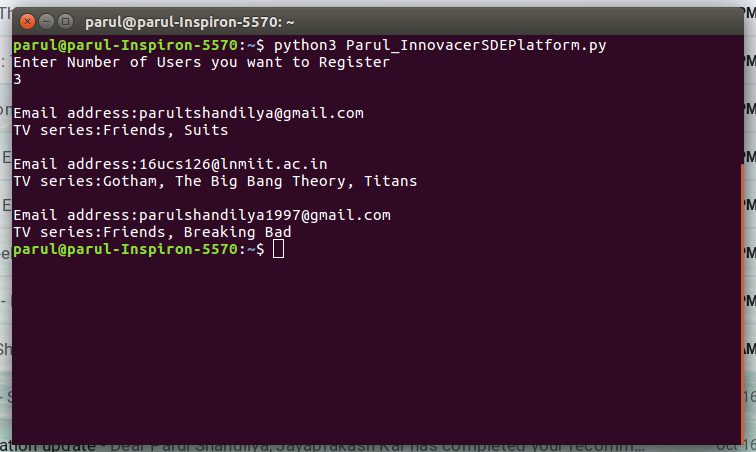 parul@parul-Inspiron-5570: ~
parul@parul-Inspiron-5570:~$ python3 Parul_InnovacerSDEPlatform.py
Enter Number of Users you want to Register
3
Email address:parultshandilya@gmail.com
TV series:Friends, Suits
Email address:16ucs126@lnmiit.ac.in
TV series:Gotham, The Big Bang Theory, Titans
Email address:parulshandilya1997@gmail.com
TV series:Friends, Breaking Bad
parul@parul-Inspiron-5570:~$
ation update - Dear Parul Shandilya, Jayaprakash Kar has completed your recomm... Oct 16